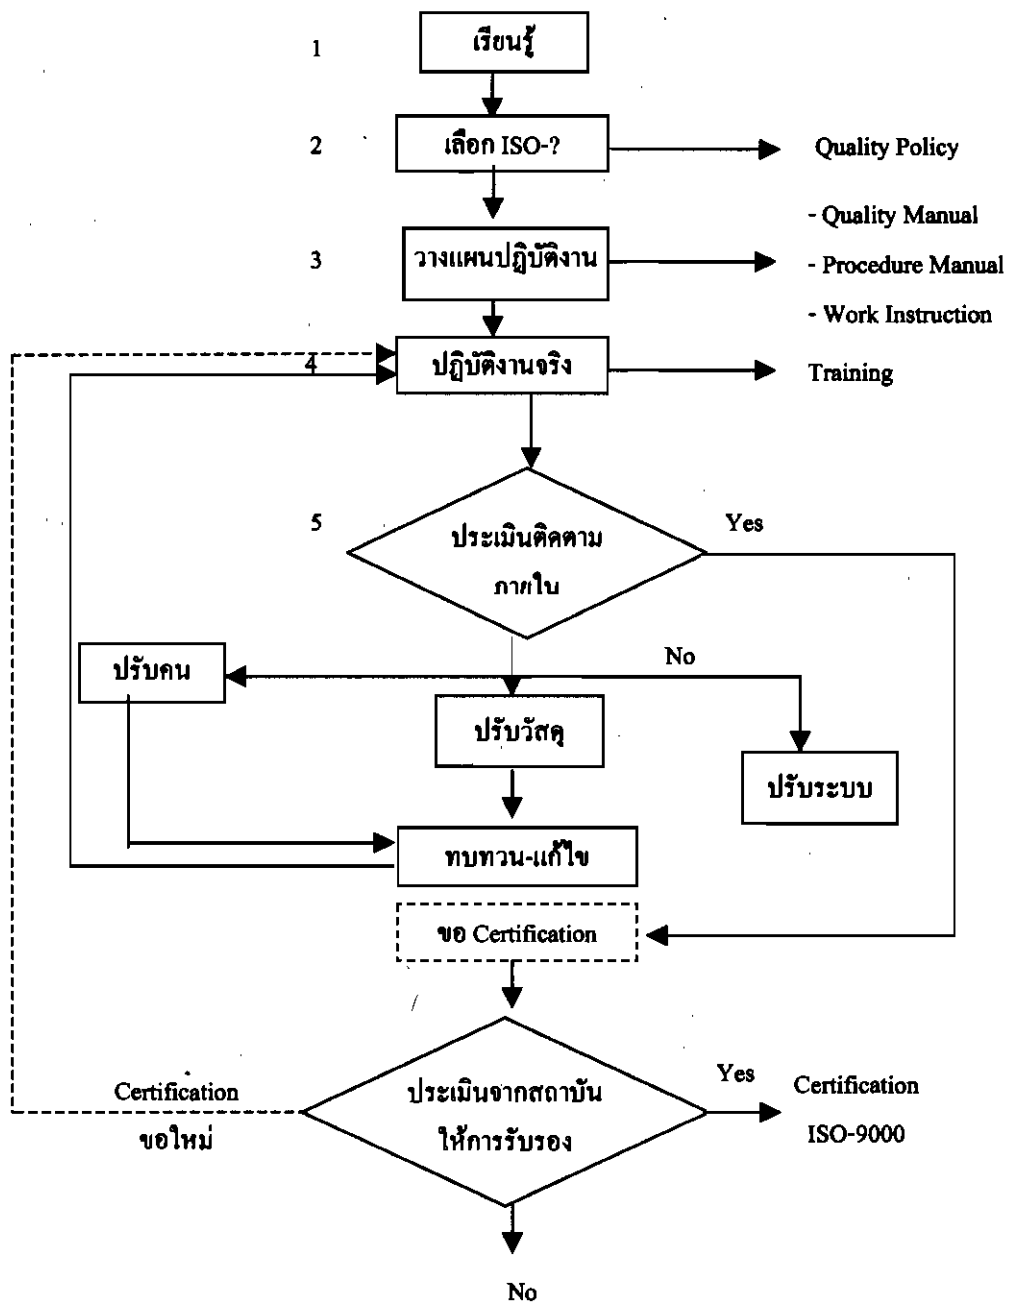 1
เรียนรู้
2
เลือก ISO-?
Quality Policy
- Quality Manual
3
วางแผนปฏิบัติงาน
- Procedure Manual
- Work Instruction
4
ปฏิบัติงานจริง
Training
5
ประเมินติดตาม
ภายใน
Yes
No
ปรับคน
ปรับวัสดุ
ปรับระบบ
ทบทวน-แก้ไข
ขอ Certification
ประเมินจากสถาบัน
ให้การรับรอง
Yes
Certification
ISO-9000
Certification
ขอใหม่
No